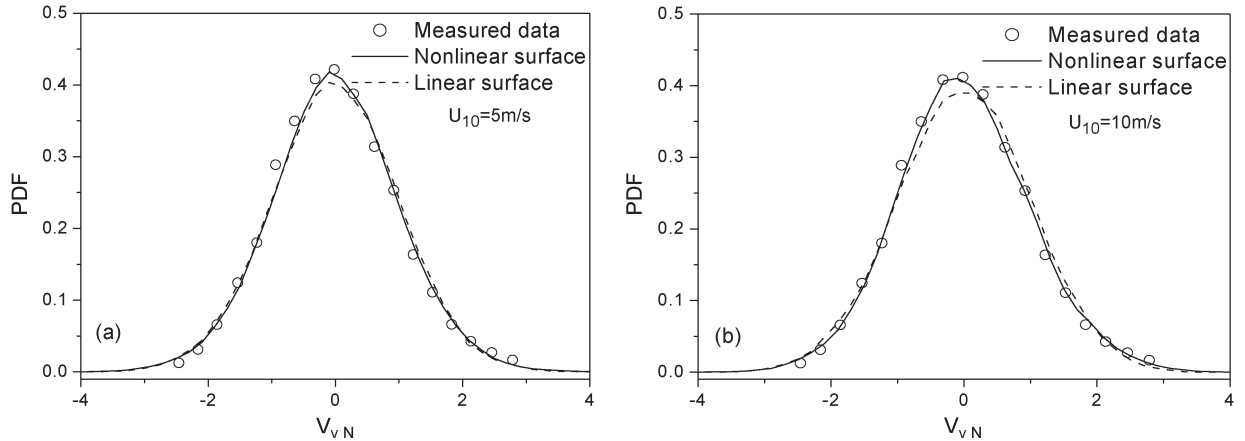 0.5
0.4
0.3
0.2
0.1
0.0
PDF
Measured data
Nonlinear surface
Linear surface
U10=5m/s
(a)
-4 -2 0 2 4
Vv N
0.5
0.4
0.3
0.2
0.1
0.0
PDF
Measured data
Nonlinear surface
Linear surface
U10=10m/s
(b)
-4 -2 0 2 4
Vv N